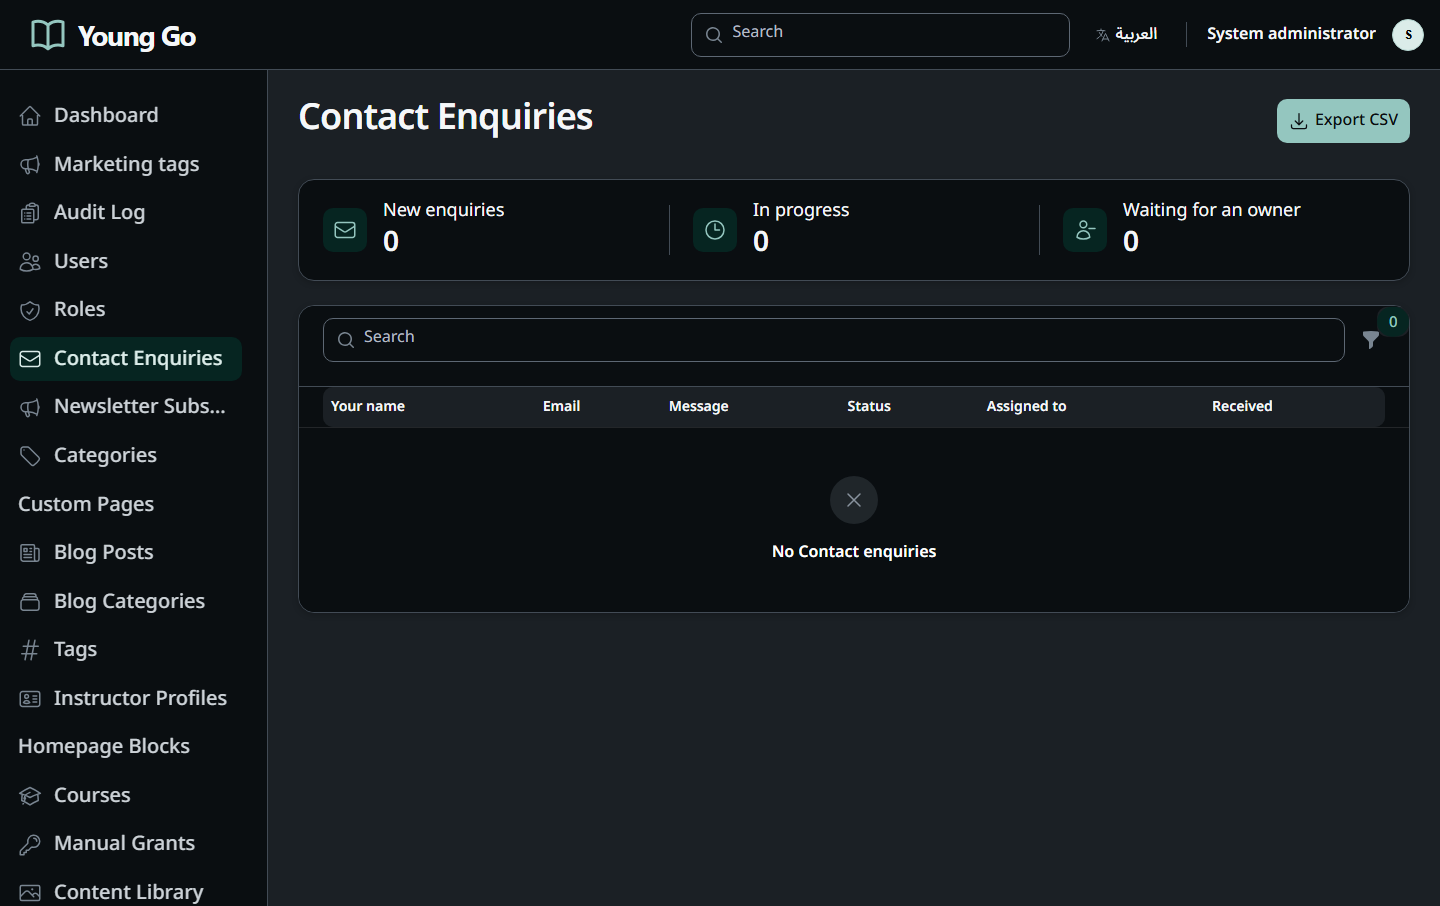 Young Go
Search
العربية
System administrator
S
Dashboard
Marketing tags
Audit Log
Users
Roles
Contact Enquiries
Newsletter Subs...
Categories
Custom Pages
Blog Posts
Blog Categories
Tags
Instructor Profiles
Homepage Blocks
Courses
Manual Grants
Content Library
Contact Enquiries
Export CSV
New enquiries
0
In progress
0
Waiting for an owner
0
Search
0
Your name Email Message Status Assigned to Received
No Contact enquiries